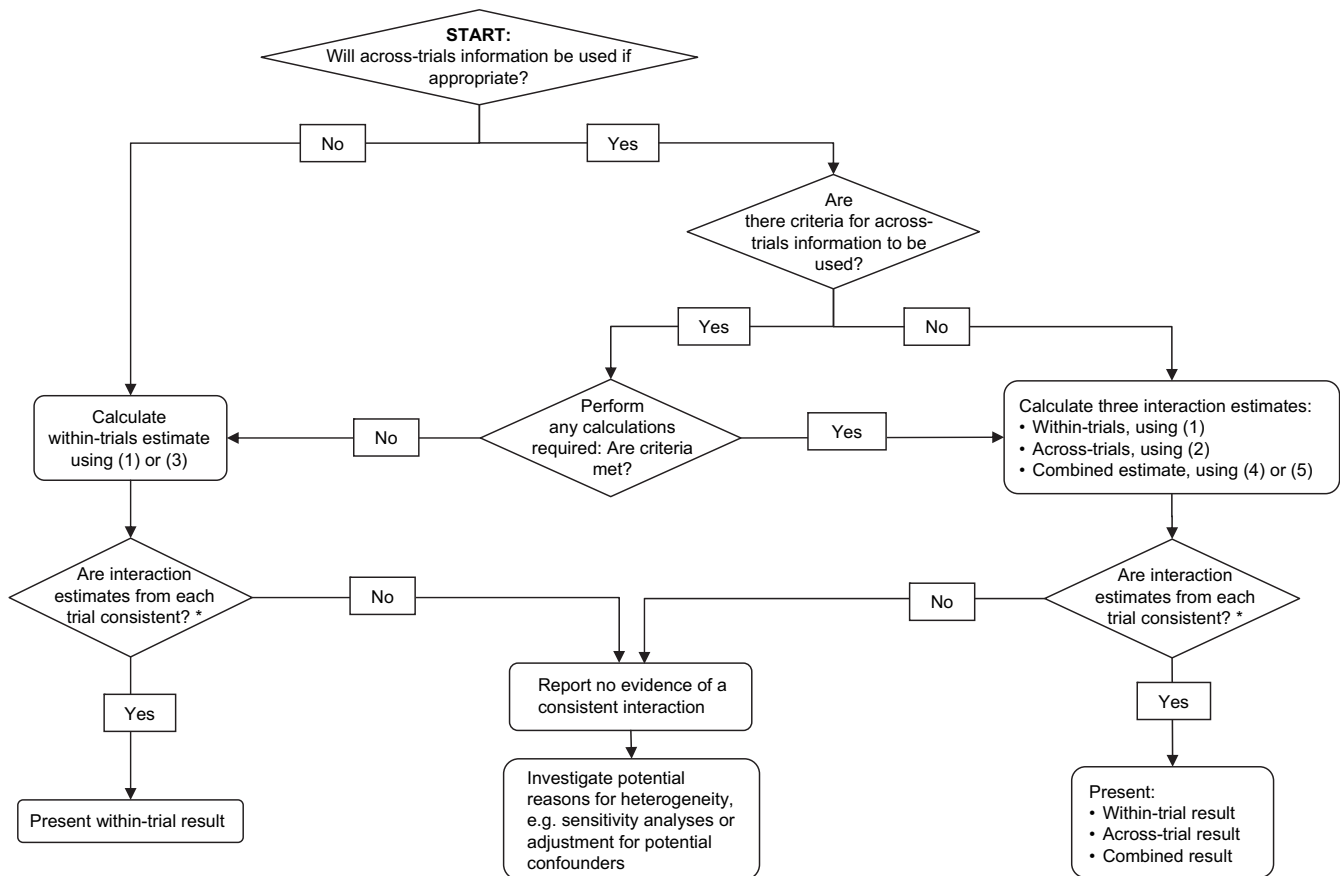 START:
Will across-trials information be used if
appropriate?
No
Yes
Are
there criteria for across-
trials information to be
used?
Yes
No
Calculate
within-trials estimate
using (1) or (3)
No
Perform
any calculations
required: Are criteria
met?
Yes
Calculate three interaction estimates:
• Within-trials, using (1)
• Across-trials, using (2)
• Combined estimate, using (4) or (5)
Are interaction
estimates from each
trial consistent? *
No
No
Are interaction
estimates from each
trial consistent? *
Report no evidence of a
consistent interaction
Yes
Yes
Investigate potential
reasons for heterogeneity,
e.g. sensitivity analyses or
adjustment for potential
confounders
Present within-trial result
Present:
• Within-trial result
• Across-trial result
• Combined result